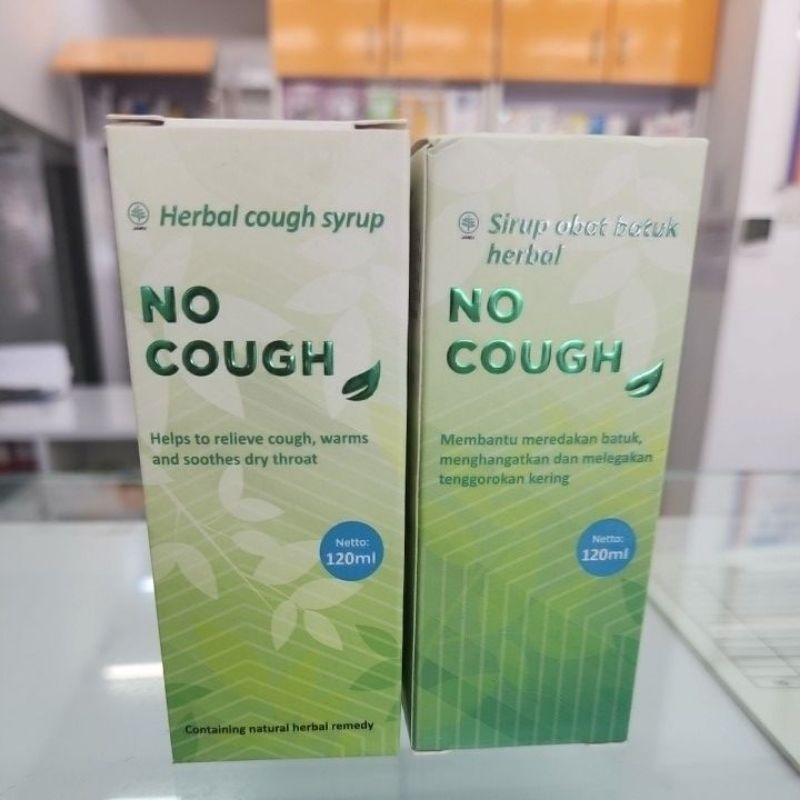 Herbal cough syrup
NO
COUGH
Helps to relieve cough, warms
and soothes dry throat
Netto:
120ml
Containing natural herbal remedy
Sirup obat batuk
herbal
NO
COUGH
Membantu meredakan batuk,
menghangatkan dan melegakan
tenggorokan kering
Netto:
120ml